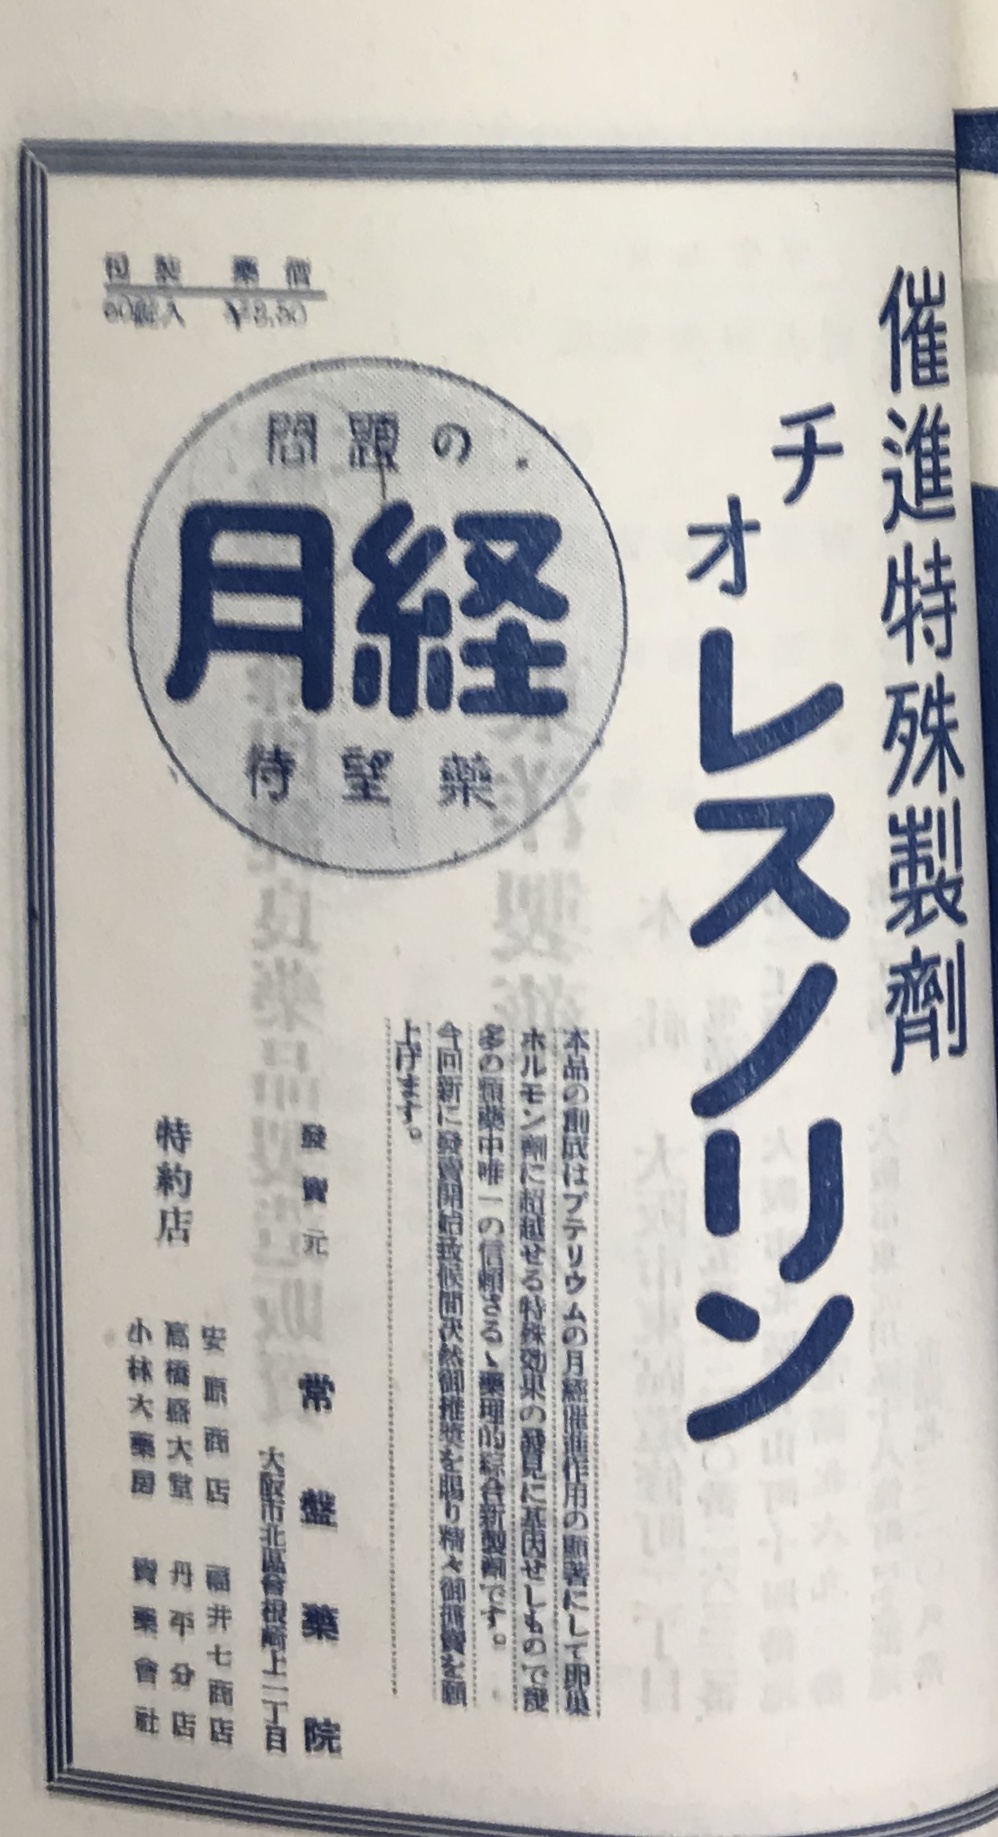 催進特殊製劑
チオレスノリン
包装 藥價
60錠入 ¥3.50
問題の
月経
待望藥
本品の創成はプテリウムの月經催進作用の顯著にして卵巣
ホルモン劑に超越せる特殊効果の發見に基因せしもので護
多の類藥中唯一の信頼さるゝ藥理的綜合新製劑です。
今回新に發賣開始致候間決然御推奬を賜り精々御備費を願
上げます。
發賣元 常盤藥院
大阪市北區曾根崎上一丁目
特約店
安原商店 福井七商店
高橋盛大堂 丹平分店
小林大藥房 賣藥會社